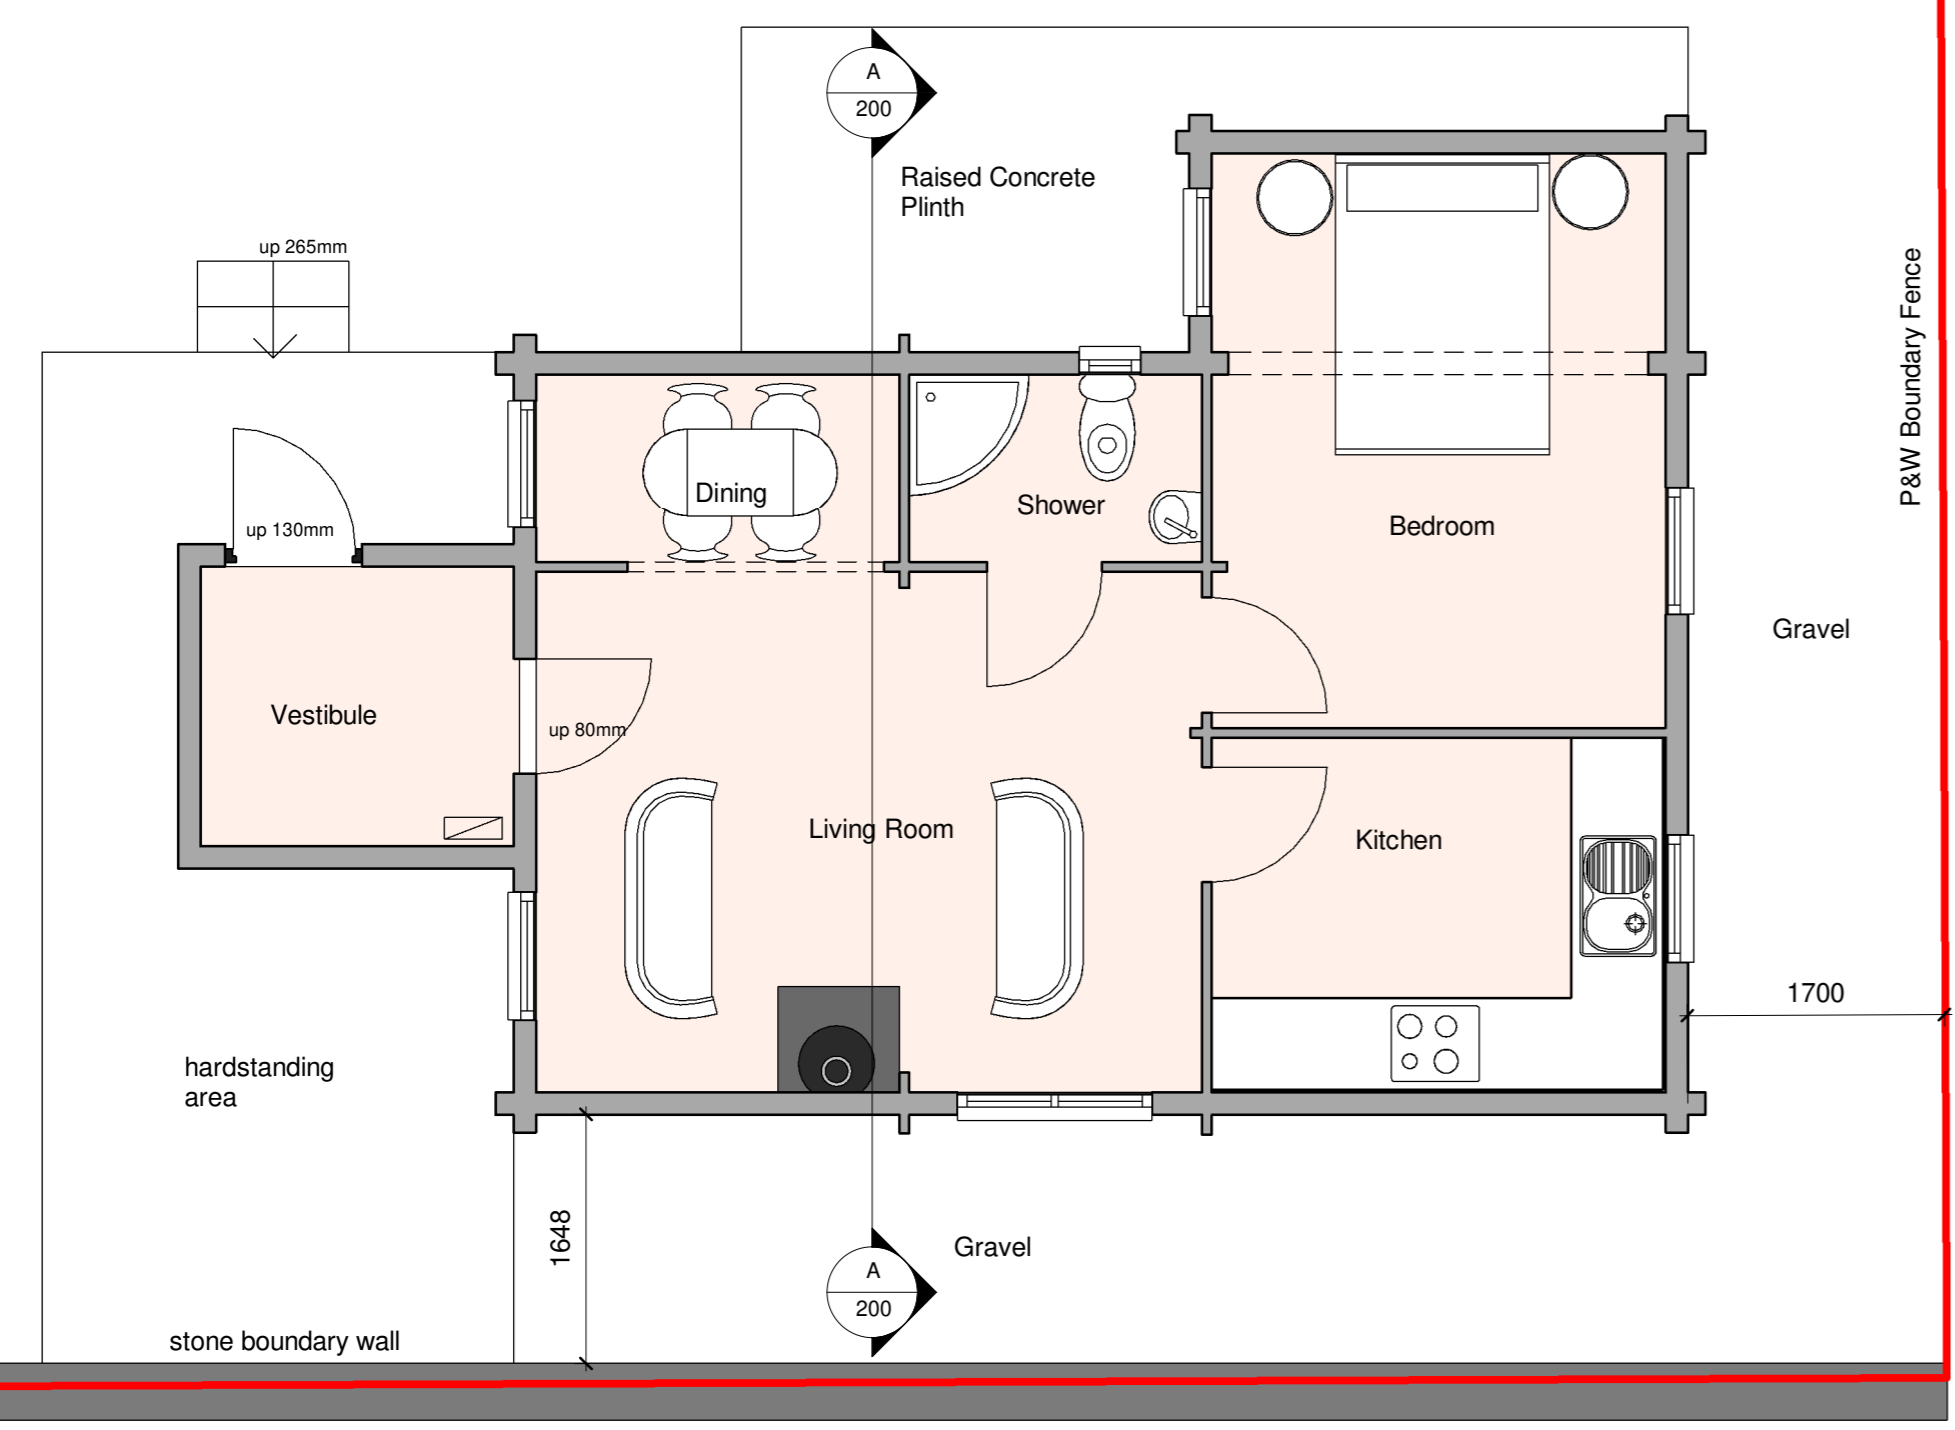 A
200
Raised Concrete
Plinth
up 265mm
P&W Boundary Fence
Dining
Shower
Bedroom
up 130mm
Gravel
Vestibule
up 80mm
Living Room
Kitchen
1700
hardstanding
area
1648
Gravel
A
200
stone boundary wall